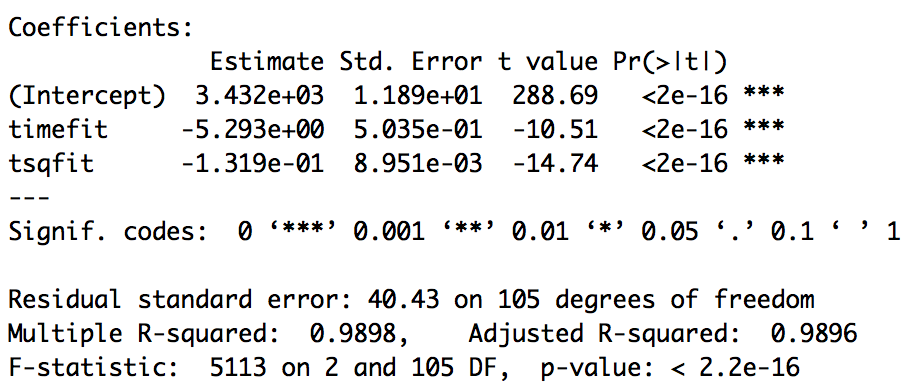 Coefficients:
Estimate Std. Error t value Pr(>|t|)
(Intercept) 3.432e+03 1.189e+01 288.69 <2e-16 ***
timefit -5.293e+00 5.035e-01 -10.51 <2e-16 ***
tsqfit -1.319e-01 8.951e-03 -14.74 <2e-16 ***
---
Signif. codes: 0 ‘***’ 0.001 ‘**’ 0.01 ‘*’ 0.05 ‘.’ 0.1 ‘ ’ 1
Residual standard error: 40.43 on 105 degrees of freedom
Multiple R-squared: 0.9898, Adjusted R-squared: 0.9896
F-statistic: 5113 on 2 and 105 DF, p-value: < 2.2e-16